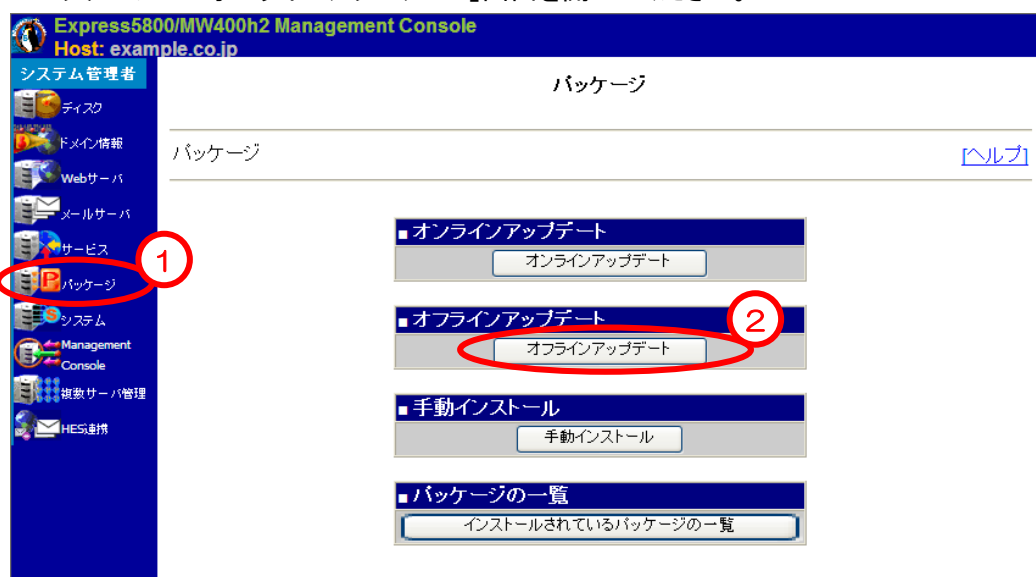 Express5800/MW400h2 Management Console
Host: example.co.jp
システム管理者
ディスク
ドメイン情報
Webサーバ
メールサーバ
サービス
パッケージ
システム
Management
Console
複数サーバ管理
HES連携
①
パッケージ
パッケージ
[ヘルプ]
■オンラインアップデート
オンラインアップデート
■オフラインアップデート
②
オフラインアップデート
■手動インストール
手動インストール
■パッケージの一覧
インストールされているパッケージの一覧